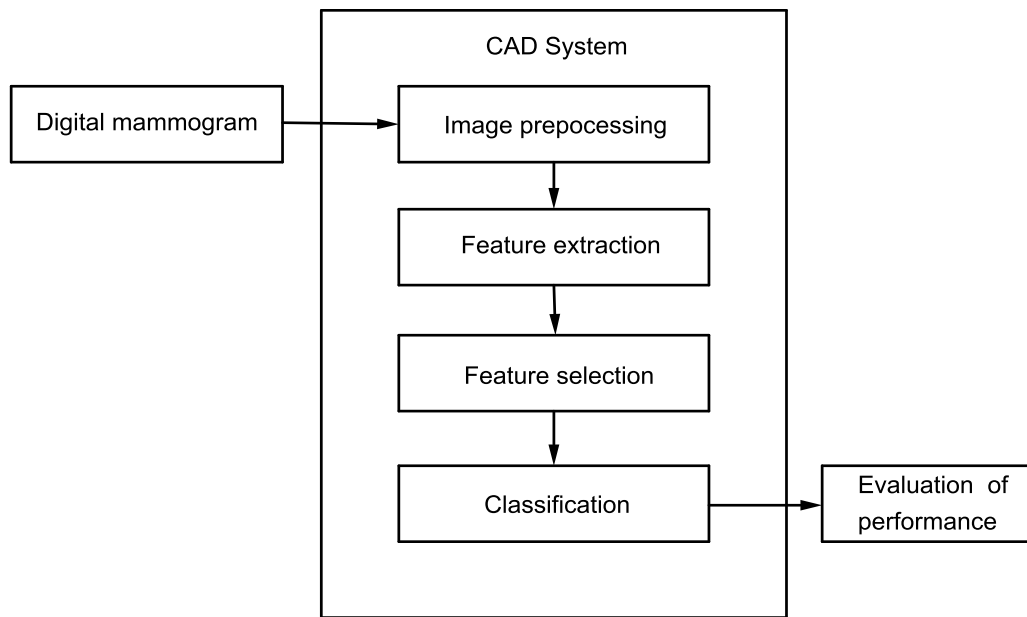 CAD System
Digital mammogram
Image prepocessing
Feature extraction
Feature selection
Classification
Evaluation of
performance